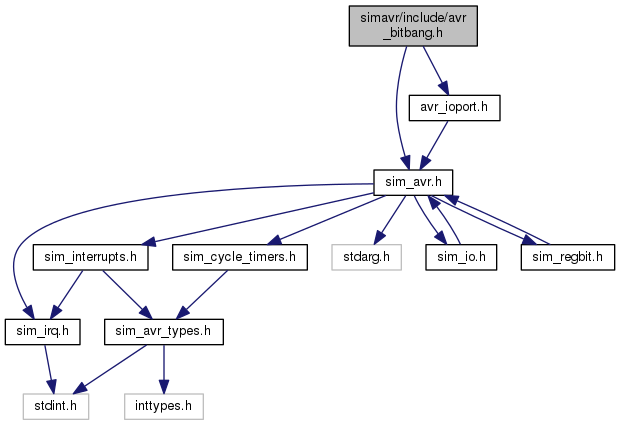 simavr/include/avr
_bitbang.h
avr_ioport.h
sim_avr.h
sim_interrupts.h
sim_cycle_timers.h
stdarg.h
sim_io.h
sim_regbit.h
sim_irq.h
sim_avr_types.h
stdint.h
inttypes.h